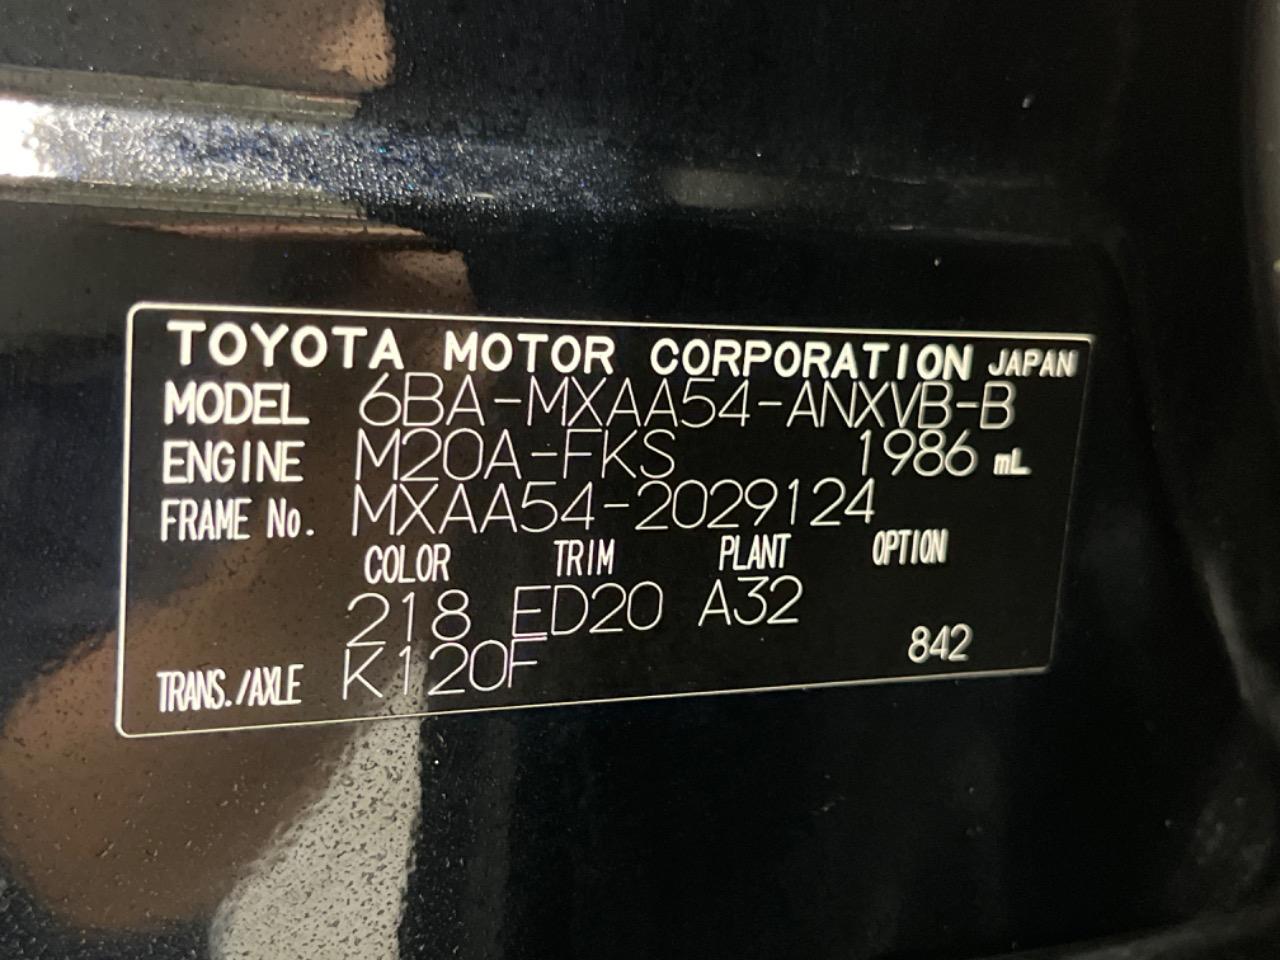 TOYOTA MOTOR CORPORATION JAPAN
MODEL 6BA-MXAA54-ANXVB-B
ENGINE M20A-FKS 1986 mL
FRAME No. MXAA54-2029124
COLOR TRIM PLANT OPTION
218 ED20 A32
842
TRANS./AXLE K120F